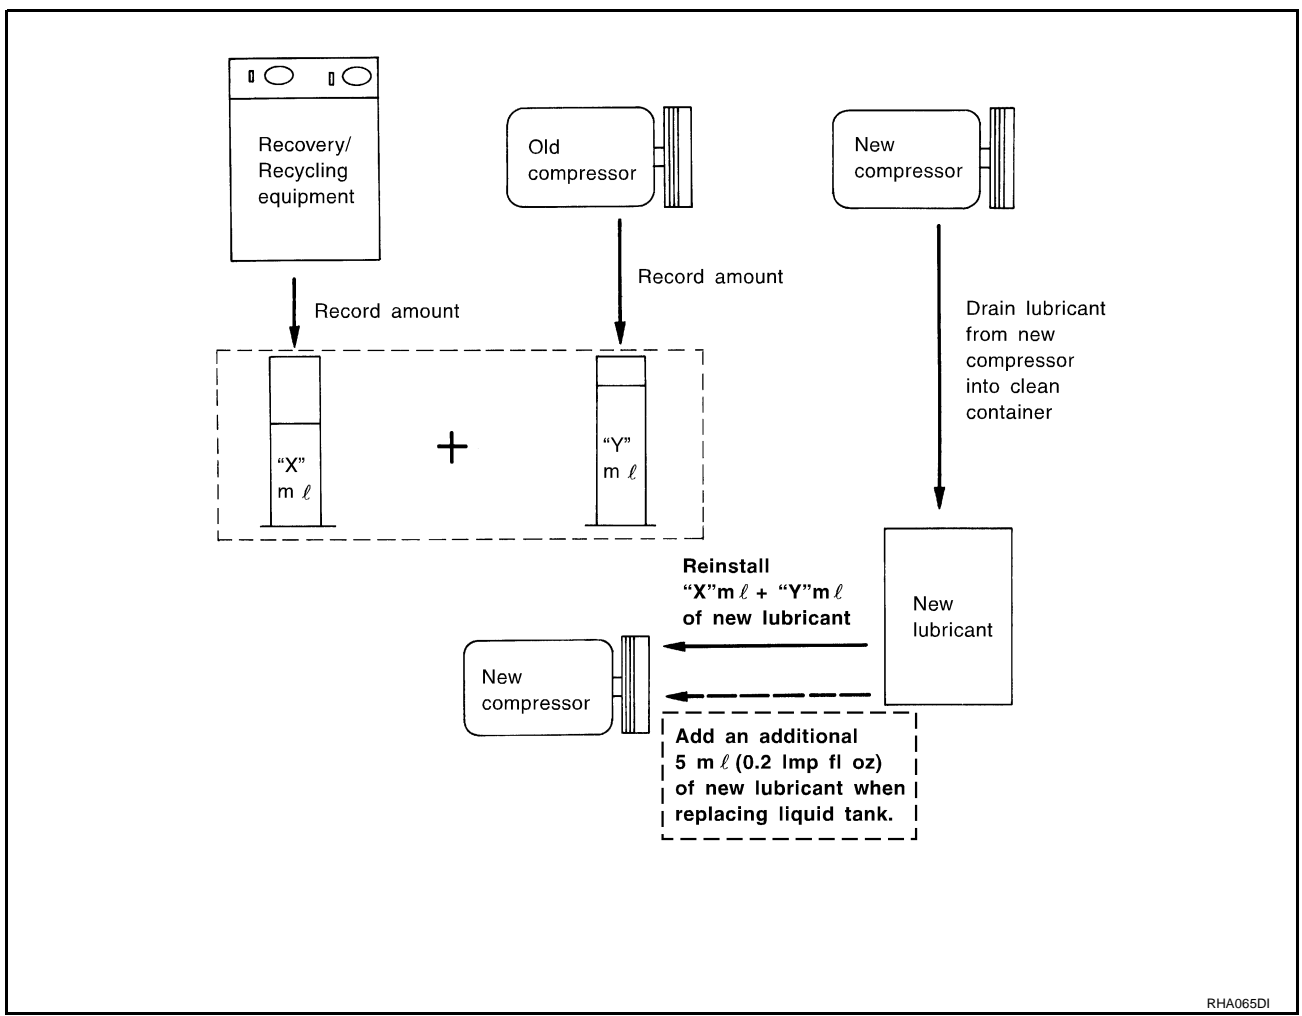 Recovery/
Recycling
equipment
Old
compressor
New
compressor
Record amount
Record amount
Drain lubricant
from new
compressor
into clean
container
“X”
m ℓ
+
“Y”
m ℓ
Reinstall
“X”m ℓ + “Y”m ℓ
of new lubricant
New
lubricant
New
compressor
Add an additional
5 m ℓ (0.2 Imp fl oz)
of new lubricant when
replacing liquid tank.
RHA065DI